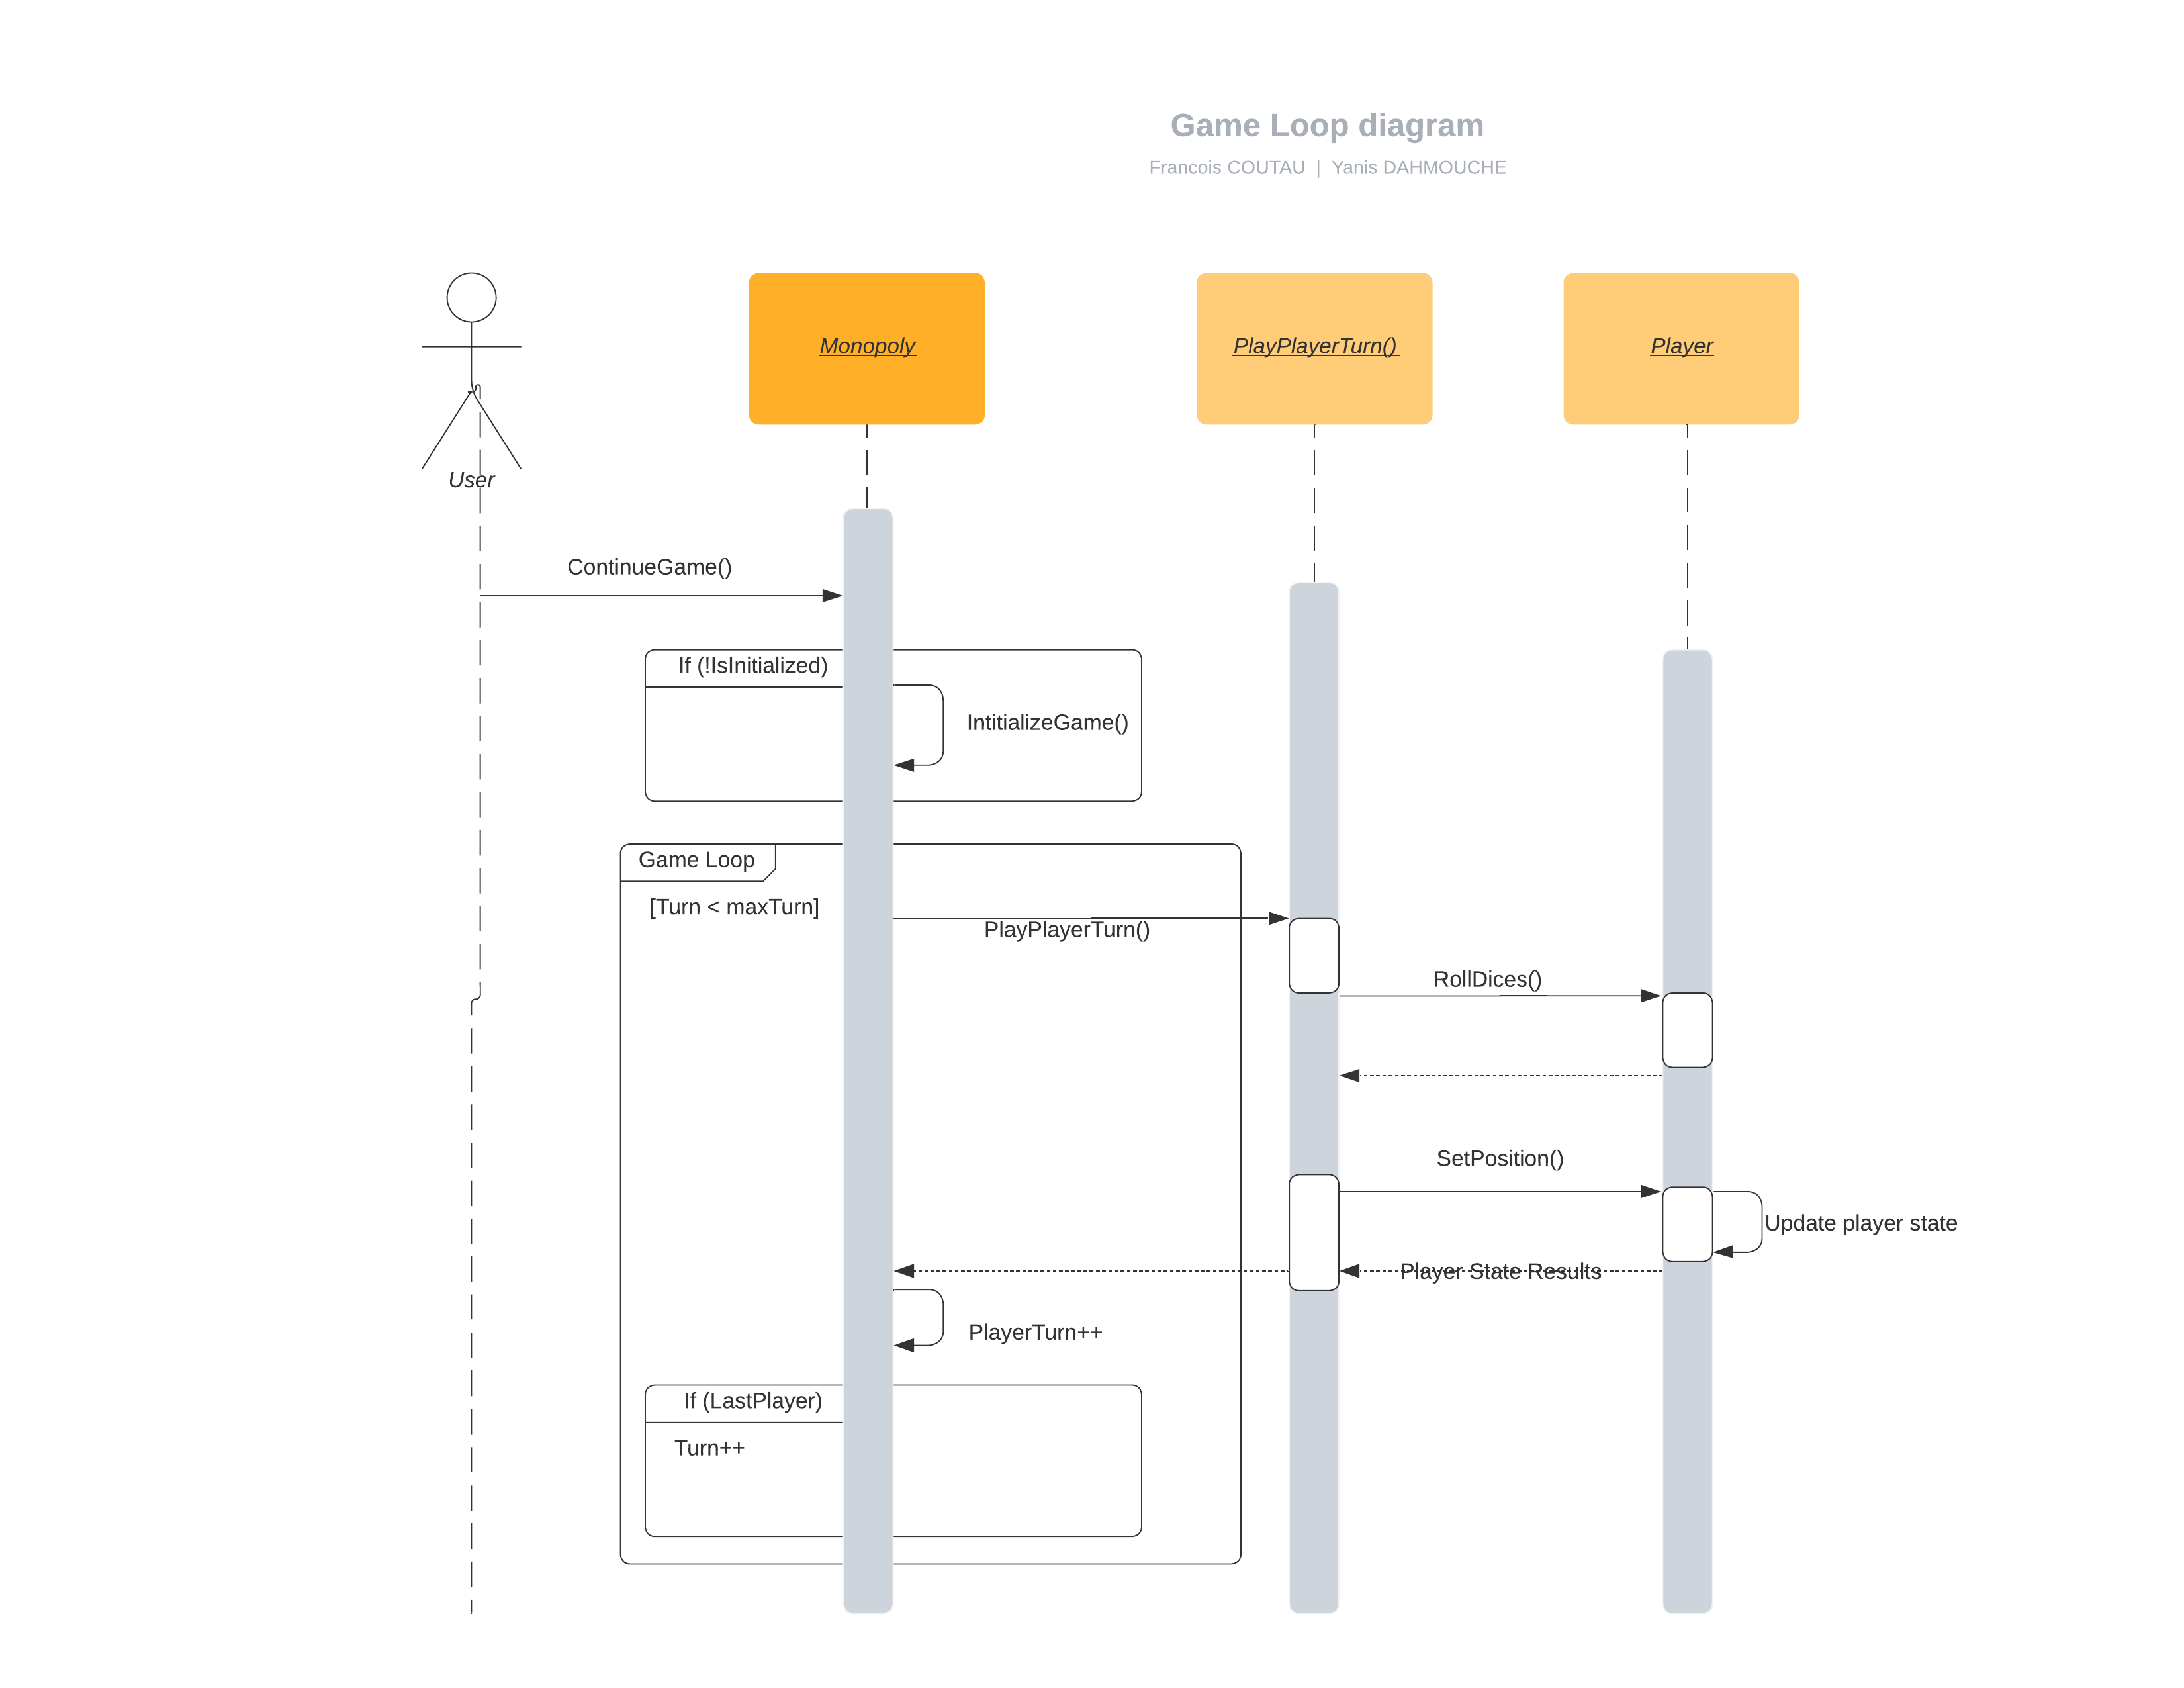 Game Loop diagram
Francois COUTAU | Yanis DAHMOUCHE
Monopoly
PlayPlayerTurn()
Player
User
ContinueGame()
If (!IsInitialized)
IntitializeGame()
Game Loop
[Turn < maxTurn]
PlayPlayerTurn()
RollDices()
SetPosition()
Update player state
Player State Results
PlayerTurn++
If (LastPlayer)
Turn++